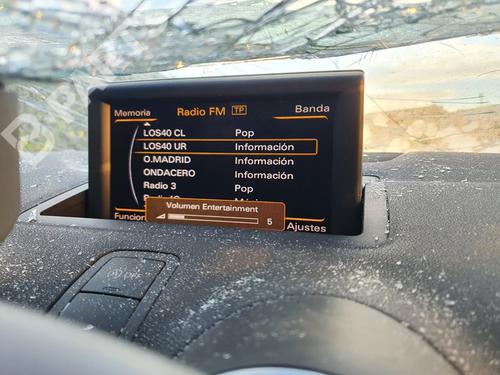 Memoria Radio FM TP Banda
LOS40 CL Pop
LOS40 UR Información
O.MADRID Información
ONDACERO Información
Radio 3 Pop
Volumen Entertainment
5
Funcion
Ajustes